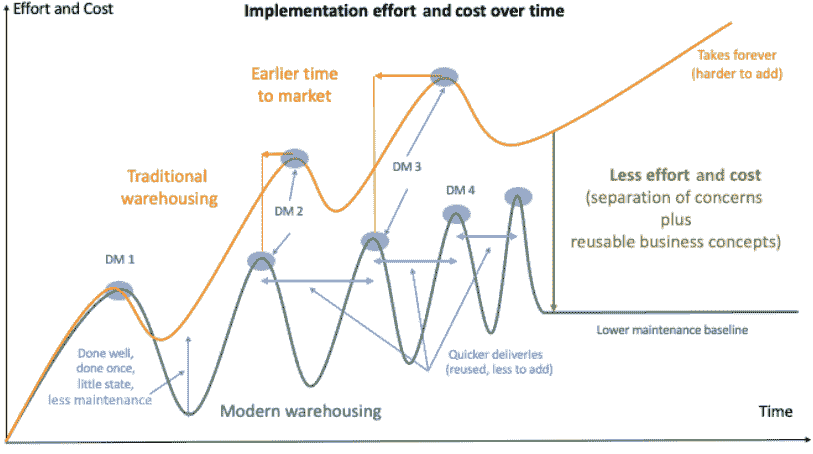 Effort and Cost
Implementation effort and cost over time
Earlier time
to market
Takes forever
(harder to add)
DM 3
Traditional
warehousing
DM 2
DM 4
Less effort and cost
(separation of concerns
plus
reusable business concepts)
DM 1
Lower maintenance baseline
Done well,
done once,
little state,
less maintenance
Quicker deliveries
(reused, less to add)
Modern warehousing
Time